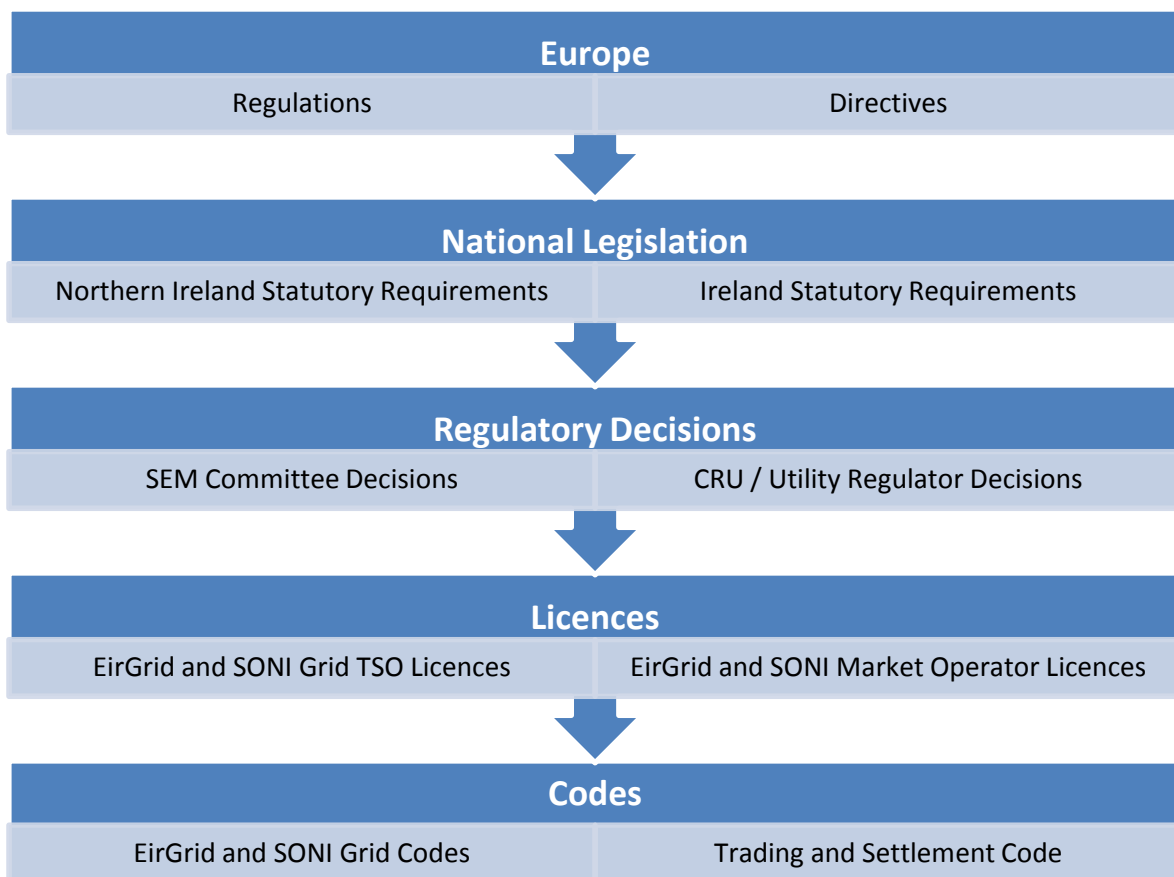 Europe
Regulations
Directives
National Legislation
Northern Ireland Statutory Requirements
Ireland Statutory Requirements
Regulatory Decisions
SEM Committee Decisions
CRU / Utility Regulator Decisions
Licences
EirGrid and SONI Grid TSO Licences
EirGrid and SONI Market Operator Licences
Codes
EirGrid and SONI Grid Codes
Trading and Settlement Code